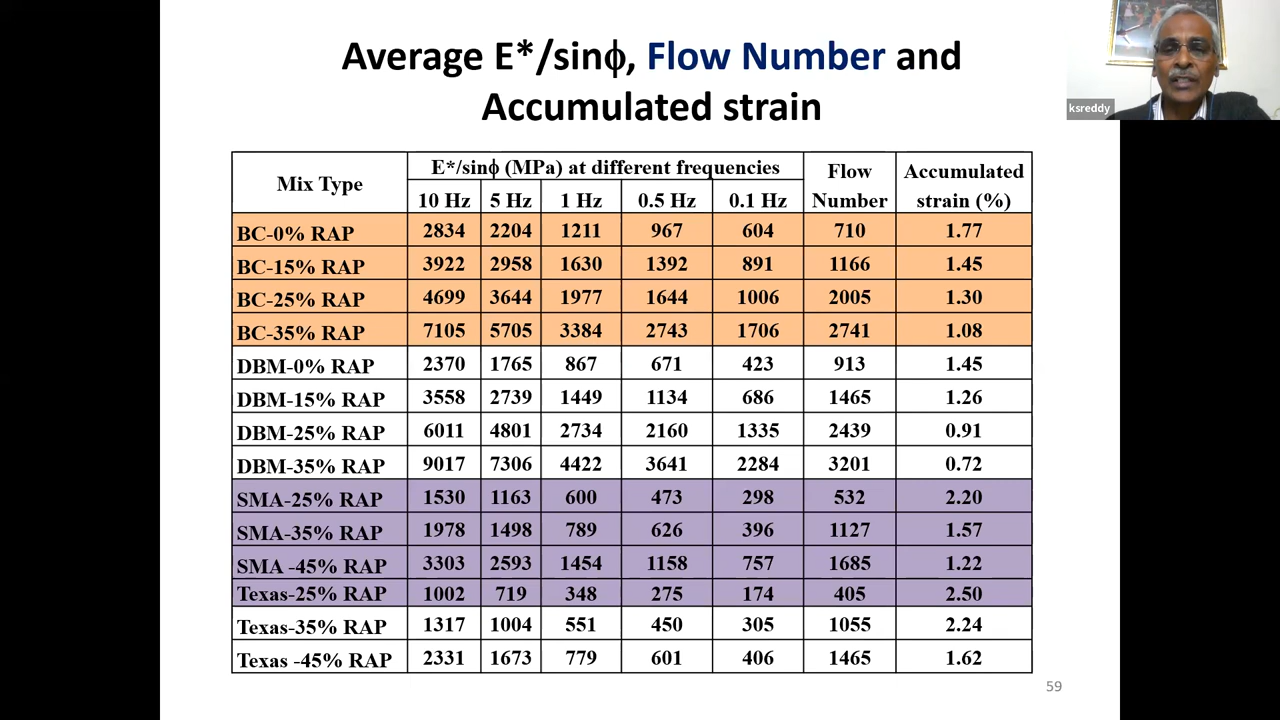 Average E*/sinϕ, Flow Number and
Accumulated strain
ksreddy
Mix Type E*/sinϕ (MPa) at different frequencies Flow Number Accumulated strain (%)
10 Hz 5 Hz 1 Hz 0.5 Hz 0.1 Hz
BC-0% RAP 2834 2204 1211 967 604 710 1.77
BC-15% RAP 3922 2958 1630 1392 891 1166 1.45
BC-25% RAP 4699 3644 1977 1644 1006 2005 1.30
BC-35% RAP 7105 5705 3384 2743 1706 2741 1.08
DBM-0% RAP 2370 1765 867 671 423 913 1.45
DBM-15% RAP 3558 2739 1449 1134 686 1465 1.26
DBM-25% RAP 6011 4801 2734 2160 1335 2439 0.91
DBM-35% RAP 9017 7306 4422 3641 2284 3201 0.72
SMA-25% RAP 1530 1163 600 473 298 532 2.20
SMA-35% RAP 1978 1498 789 626 396 1127 1.57
SMA -45% RAP 3303 2593 1454 1158 757 1685 1.22
Texas-25% RAP 1002 719 348 275 174 405 2.50
Texas-35% RAP 1317 1004 551 450 305 1055 2.24
Texas -45% RAP 2331 1673 779 601 406 1465 1.62
59